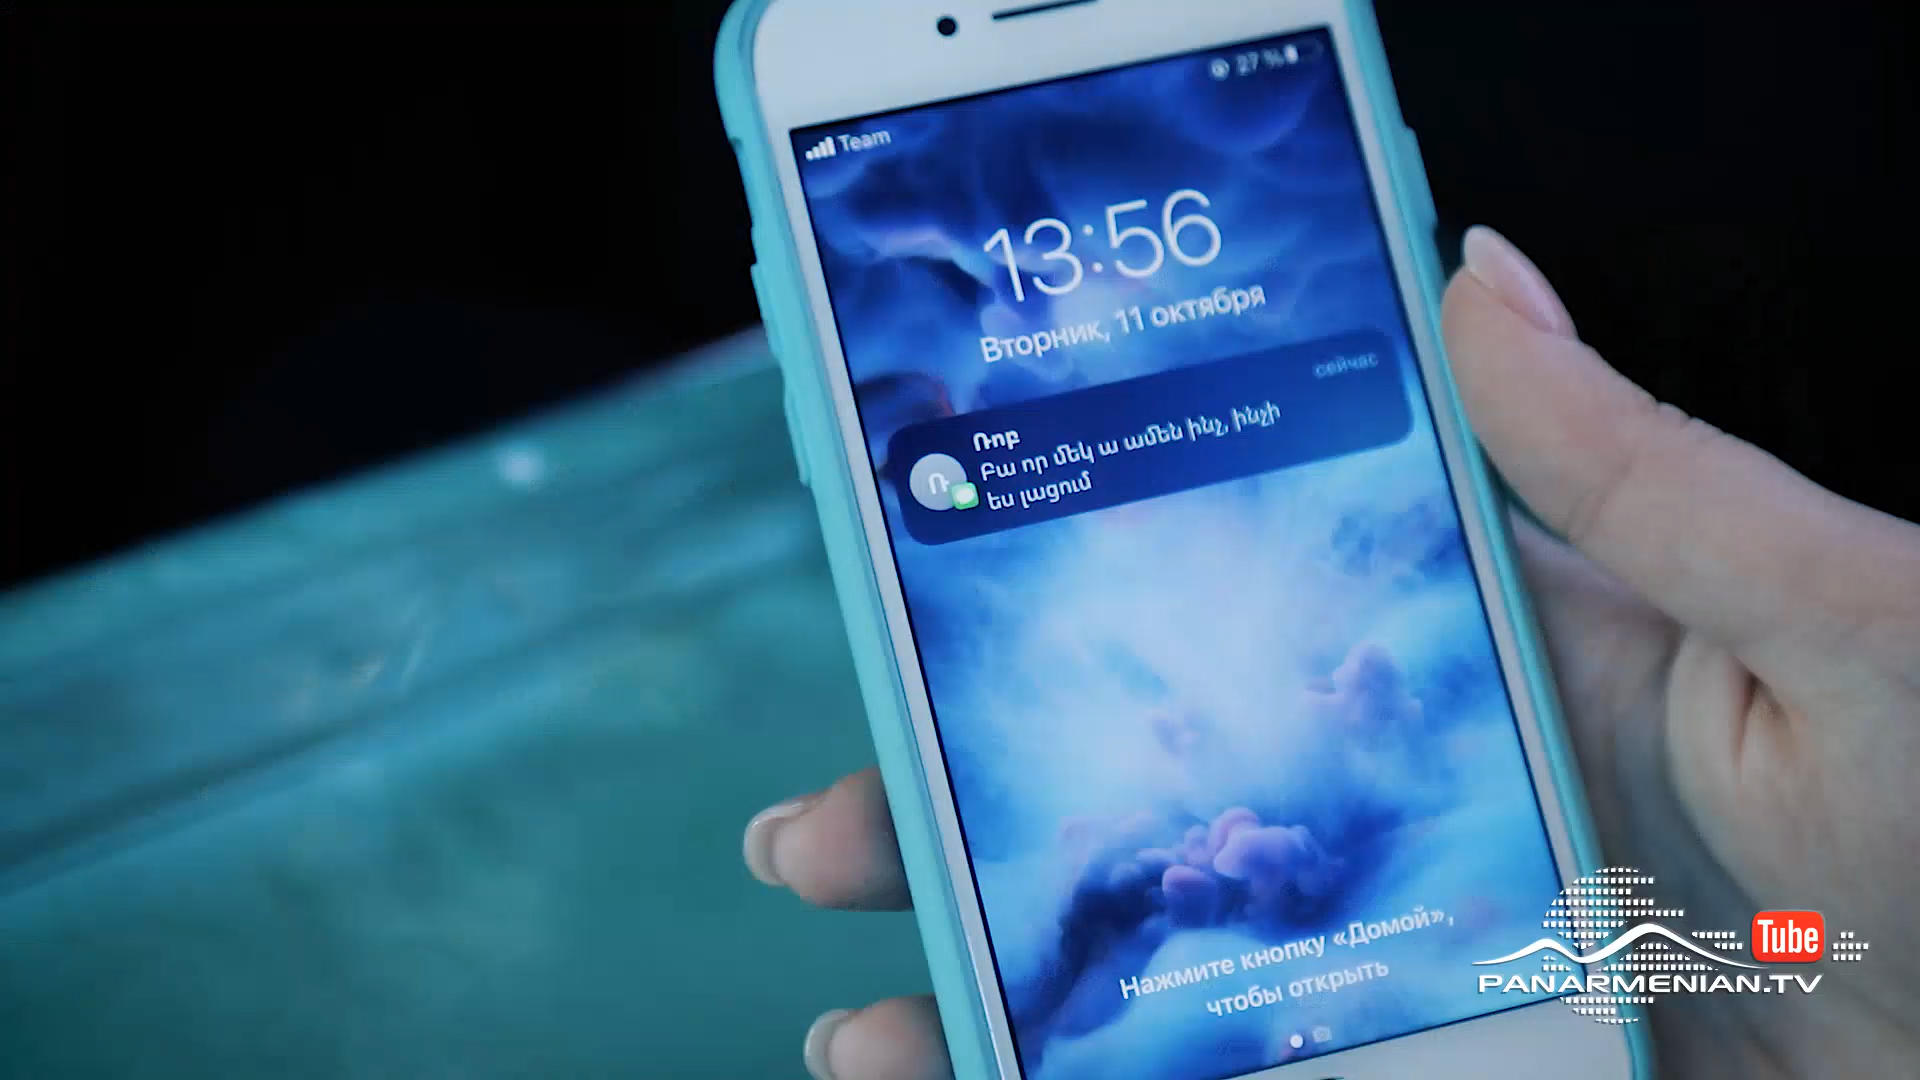 27 %
Team
13:56
Вторник, 11 октября
сейчас
Ռոբ
Ռ
Բա որ մեկ ա ամեն ինչ, ինչի
ես լացում
Нажмите кнопку «Домой»,
чтобы открыть
Tube
PANARMENIAN.TV